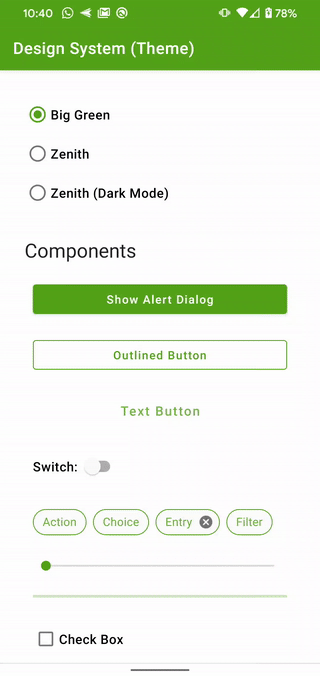 10:40 78%
Design System (Theme)
Big Green
Zenith
Zenith (Dark Mode)
Components
Show Alert Dialog
Outlined Button
Text Button
Switch:
Action Choice Entry Filter
Check Box